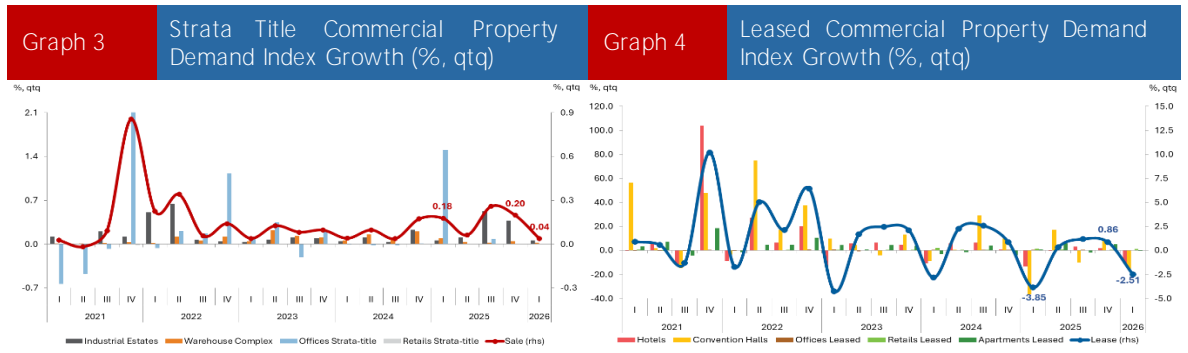 Graph 3
Strata Title Commercial Property
Demand Index Growth (%, qtq)
%, qtq
%, qtq
2.1
1.4
0.7
0.0
-0.7
0.9
0.6
0.3
0.0
-0.3
0.18
0.20
0.04
I II III IV I II III IV I II III IV I II III IV I II III IV I
2021 2022 2023 2024 2025 2026
Industrial Estates Warehouse Complex Offices Strata-title Retails Strata-title Sale (rhs)
Graph 4
Leased Commercial Property Demand
Index Growth (%, qtq)
%, qtq
%, qtq
120.0
100.0
80.0
60.0
40.0
20.0
0.0
-20.0
-40.0
15.0
12.5
10.0
7.5
5.0
2.5
0.0
-2.5
-5.0
-3.85
0.86
-2.51
I II III IV I II III IV I II III IV I II III IV I II III IV I
2021 2022 2023 2024 2025 2026
Hotels Convention Halls Offices Leased Retails Leased Apartments Leased Lease (rhs)